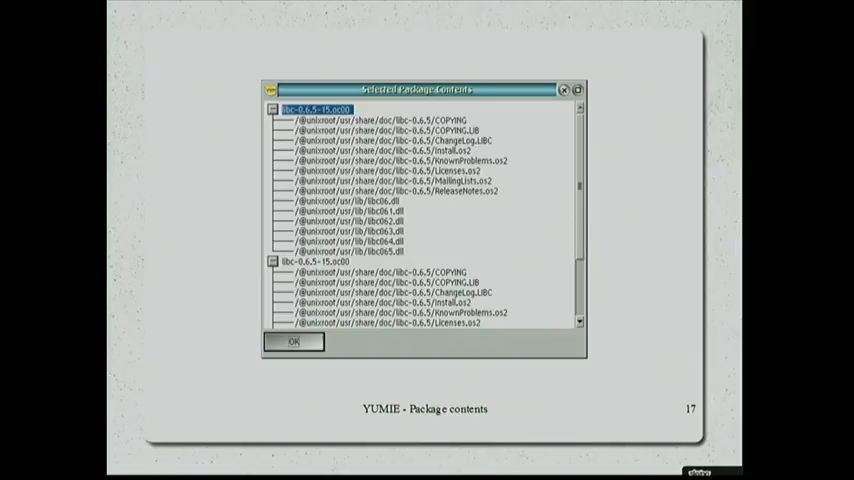 Selected Package Contents
libc-0.6.5-15.oc00
/@unixroot/usr/share/doc/libc-0.6.5/COPYING
/@unixroot/usr/share/doc/libc-0.6.5/COPYING.LIB
/@unixroot/usr/share/doc/libc-0.6.5/ChangeLog.LIBC
/@unixroot/usr/share/doc/libc-0.6.5/Install.os2
/@unixroot/usr/share/doc/libc-0.6.5/KnownProblems.os2
/@unixroot/usr/share/doc/libc-0.6.5/Licenses.os2
/@unixroot/usr/share/doc/libc-0.6.5/MailingLists.os2
/@unixroot/usr/share/doc/libc-0.6.5/ReleaseNotes.os2
/@unixroot/usr/lib/libc06.dll
/@unixroot/usr/lib/libc061.dll
/@unixroot/usr/lib/libc062.dll
/@unixroot/usr/lib/libc063.dll
/@unixroot/usr/lib/libc064.dll
/@unixroot/usr/lib/libc065.dll
libc-0.6.5-15.oc00
/@unixroot/usr/share/doc/libc-0.6.5/COPYING
/@unixroot/usr/share/doc/libc-0.6.5/COPYING.LIB
/@unixroot/usr/share/doc/libc-0.6.5/ChangeLog.LIBC
/@unixroot/usr/share/doc/libc-0.6.5/Install.os2
/@unixroot/usr/share/doc/libc-0.6.5/KnownProblems.os2
/@unixroot/usr/share/doc/libc-0.6.5/Licenses.os2
OK
YUMIE - Package contents
17